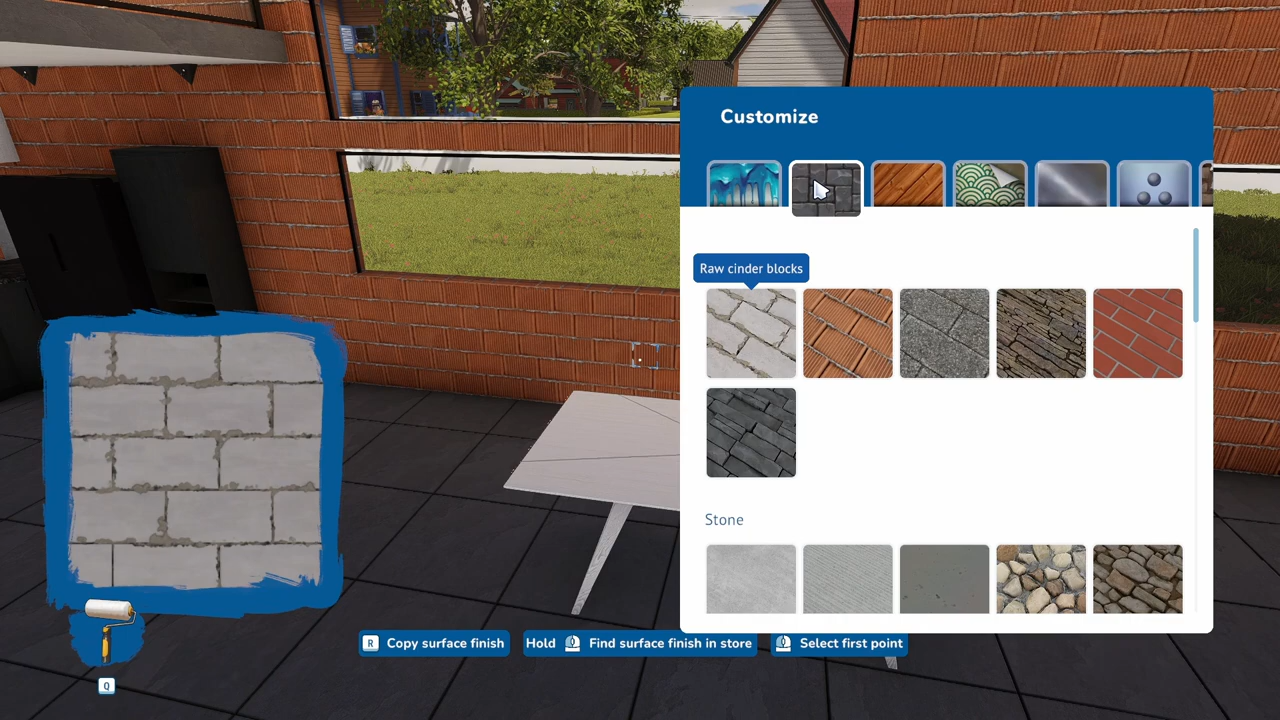 Customize
Raw cinder blocks
Stone
R Copy surface finish
Hold Find surface finish in store
Select first point
Q